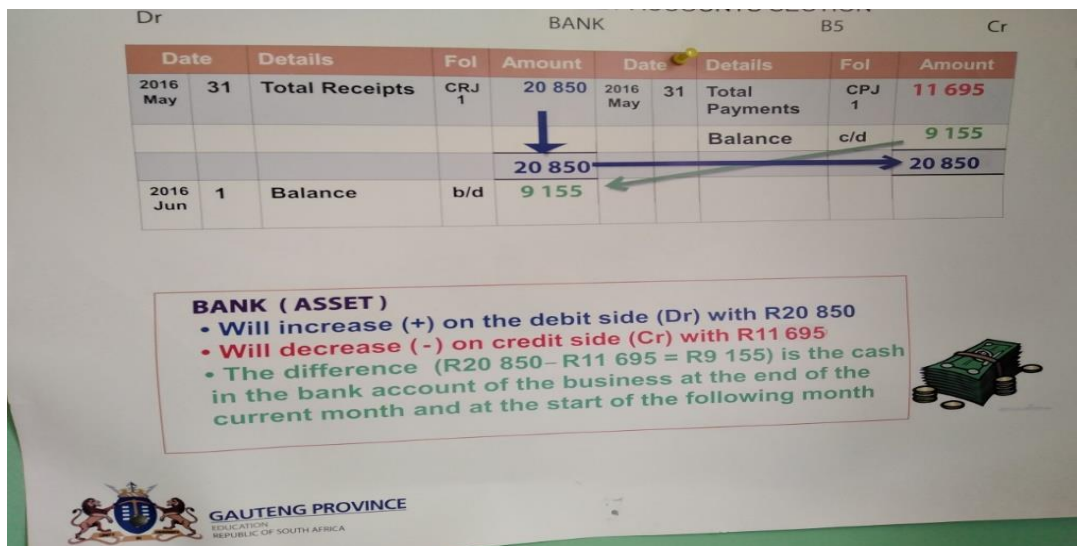 ACCOUNTS SECTION
Dr BANK B5 Cr
Date Details Fol Amount Date Details Fol Amount
2016 May 31 Total Receipts CRJ 1 20 850 2016 May 31 Total Payments CPJ 1 11 695
Balance c/d 9 155
20 850 20 850
2016 Jun 1 Balance b/d 9 155
BANK ( ASSET )
• Will increase (+) on the debit side (Dr) with R20 850
• Will decrease (-) on credit side (Cr) with R11 695
• The difference (R20 850– R11 695 = R9 155) is the cash
in the bank account of the business at the end of the
current month and at the start of the following month
GAUTENG PROVINCE
EDUCATION
REPUBLIC OF SOUTH AFRICA